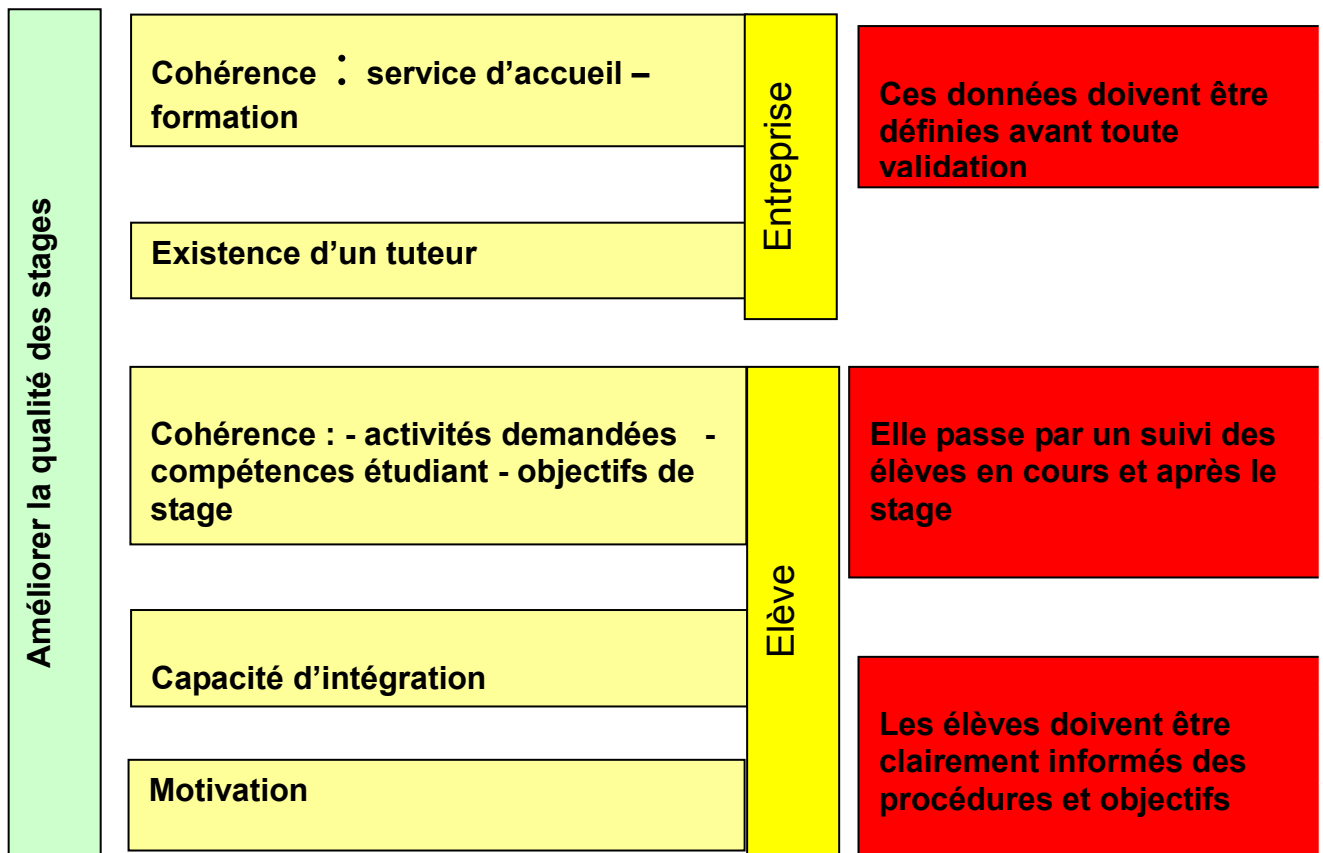 Améliorer la qualité des stages
Cohérence : service d’accueil –
formation
Existence d’un tuteur
Entreprise
Ces données doivent être
définies avant toute
validation
Cohérence : - activités demandées -
compétences étudiant - objectifs de
stage
Capacité d’intégration
Motivation
Elève
Elle passe par un suivi des
élèves en cours et après le
stage
Les élèves doivent être
clairement informés des
procédures et objectifs